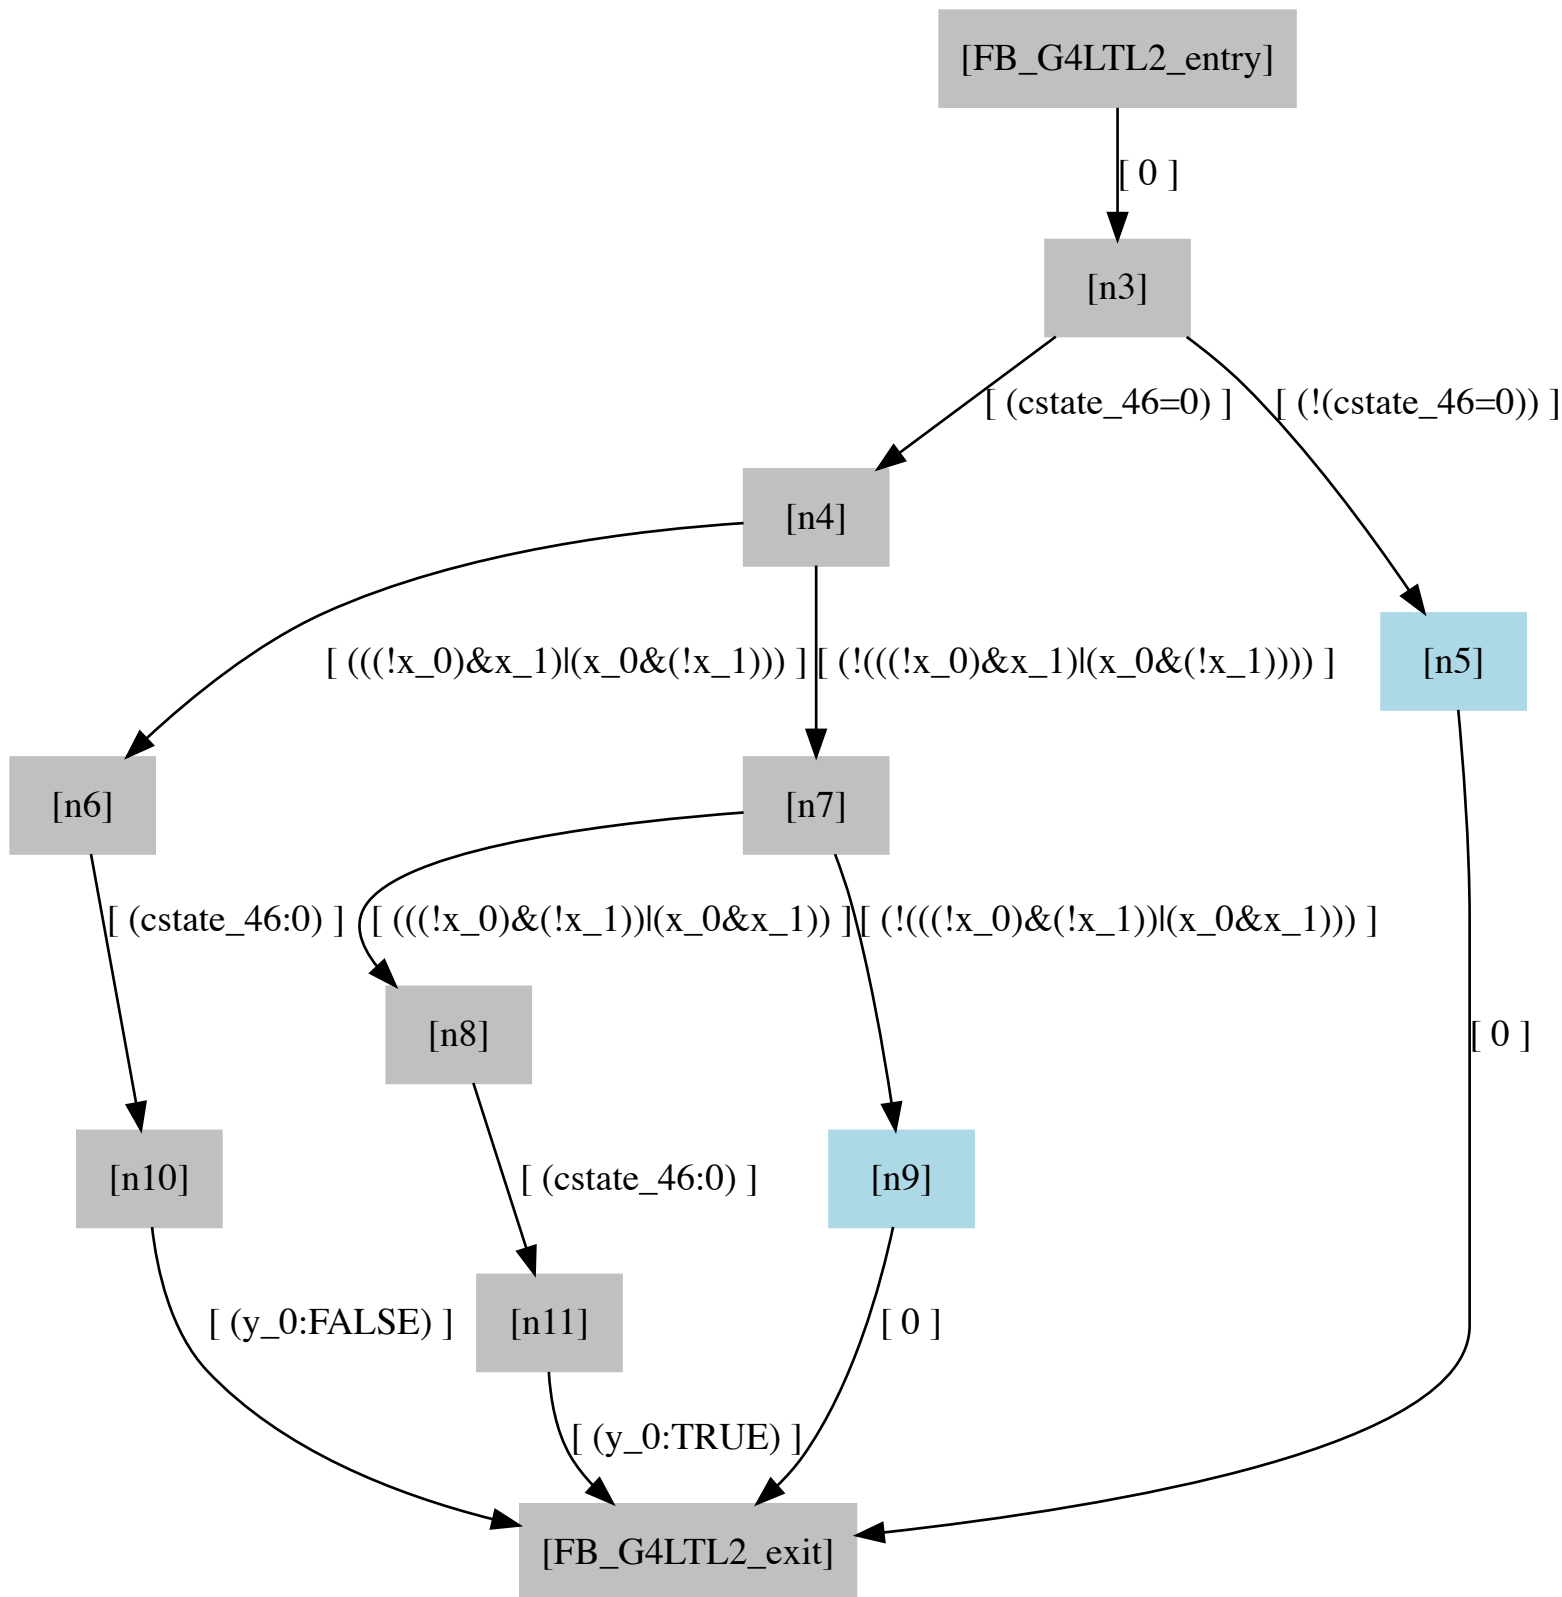 [FB_G4LTL2_entry]
[ 0 ]
[n3]
[ (cstate_46=0) ]
[ (!(cstate_46=0)) ]
[n4]
[ (((!x_0)&x_1)|(x_0&(!x_1))) ]
[ (!(((!x_0)&x_1)|(x_0&(!x_1)))) ]
[n5]
[n6]
[n7]
[ (cstate_46:0) ]
[ (((!x_0)&(!x_1))|(x_0&x_1)) ]
[ (!(((!x_0)&(!x_1))|(x_0&x_1))) ]
[n8]
[ 0 ]
[n10]
[ (cstate_46:0) ]
[n9]
[ (y_0:FALSE) ]
[n11]
[ 0 ]
[ (y_0:TRUE) ]
[FB_G4LTL2_exit]